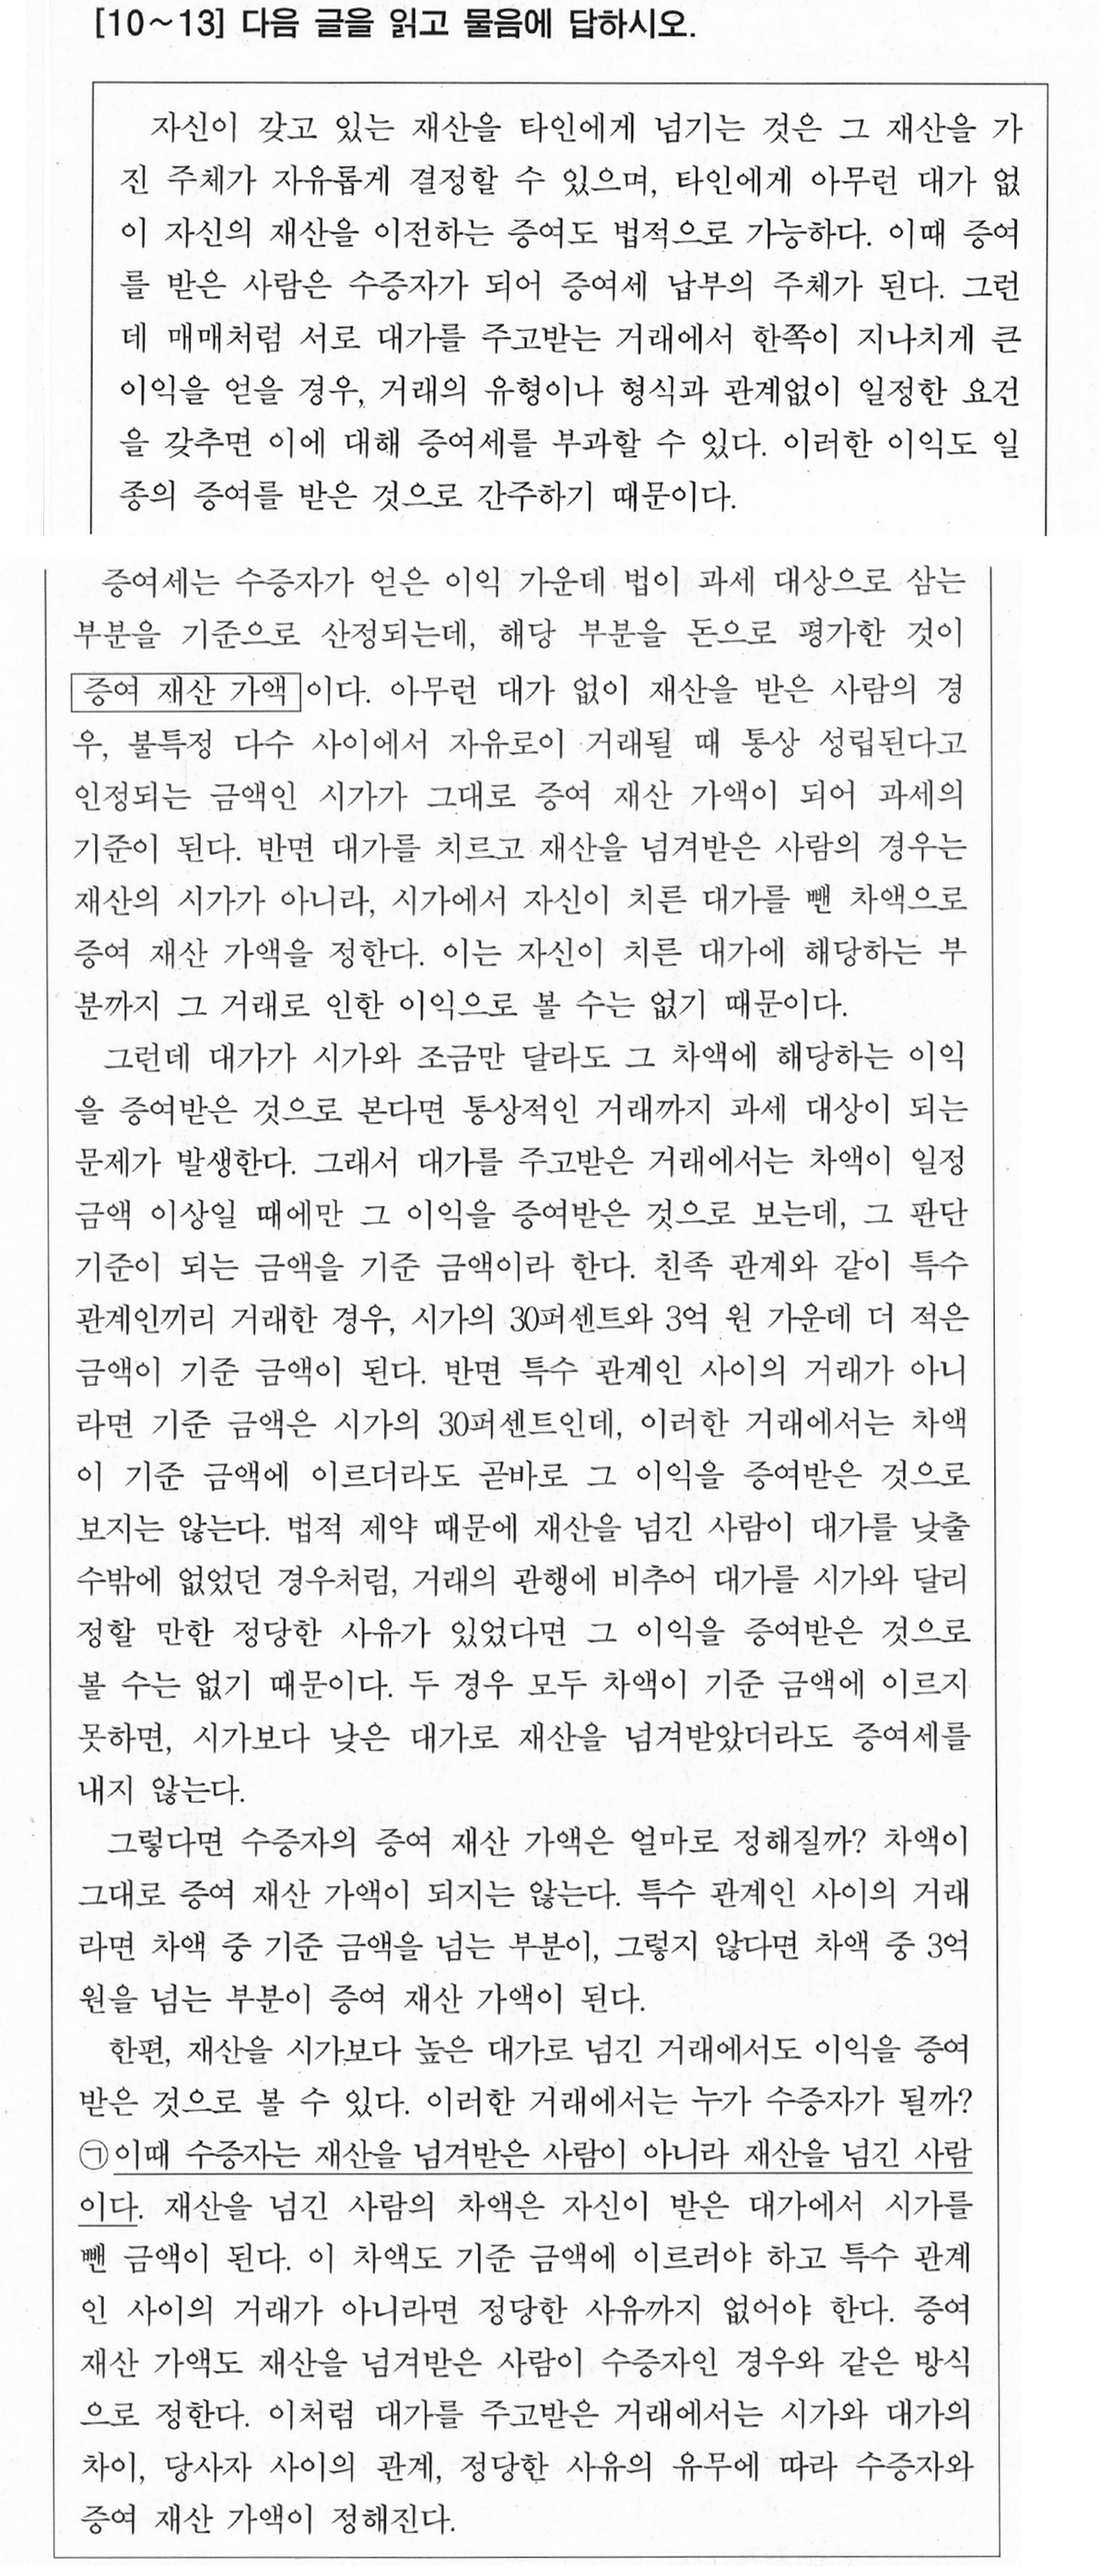 [10～13] 다음 글을 읽고 물음에 답하시오.
자신이 갖고 있는 재산을 타인에게 넘기는 것은 그 재산을 가
진 주체가 자유롭게 결정할 수 있으며, 타인에게 아무런 대가 없
이 자신의 재산을 이전하는 증여도 법적으로 가능하다. 이때 증여
를 받은 사람은 수증자가 되어 증여세 납부의 주체가 된다. 그런
데 매매처럼 서로 대가를 주고받는 거래에서 한쪽이 지나치게 큰
이익을 얻을 경우, 거래의 유형이나 형식과 관계없이 일정한 요건
을 갖추면 이에 대해 증여세를 부과할 수 있다. 이러한 이익도 일
종의 증여를 받은 것으로 간주하기 때문이다.
증여세는 수증자가 얻은 이익 가운데 법이 과세 대상으로 삼는
부분을 기준으로 산정되는데, 해당 부분을 돈으로 평가한 것이
증여 재산 가액이다. 아무런 대가 없이 재산을 받은 사람의 경
우, 불특정 다수 사이에서 자유로이 거래될 때 통상 성립된다고
인정되는 금액인 시가가 그대로 증여 재산 가액이 되어 과세의
기준이 된다. 반면 대가를 치르고 재산을 넘겨받은 사람의 경우는
재산의 시가가 아니라, 시가에서 자신이 치른 대가를 뺀 차액으로
증여 재산 가액을 정한다. 이는 자신이 치른 대가에 해당하는 부
분까지 그 거래로 인한 이익으로 볼 수는 없기 때문이다.
그런데 대가가 시가와 조금만 달라도 그 차액에 해당하는 이익
을 증여받은 것으로 본다면 통상적인 거래까지 과세 대상이 되는
문제가 발생한다. 그래서 대가를 주고받은 거래에서는 차액이 일정
금액 이상일 때에만 그 이익을 증여받은 것으로 보는데, 그 판단
기준이 되는 금액을 기준 금액이라 한다. 친족 관계와 같이 특수
관계인끼리 거래한 경우, 시가의 30퍼센트와 3억 원 가운데 더 적은
금액이 기준 금액이 된다. 반면 특수 관계인 사이의 거래가 아니
라면 기준 금액은 시가의 30퍼센트인데, 이러한 거래에서는 차액
이 기준 금액에 이르더라도 곧바로 그 이익을 증여받은 것으로
보지는 않는다. 법적 제약 때문에 재산을 넘긴 사람이 대가를 낮출
수밖에 없었던 경우처럼, 거래의 관행에 비추어 대가를 시가와 달리
정할 만한 정당한 사유가 있었다면 그 이익을 증여받은 것으로
볼 수는 없기 때문이다. 두 경우 모두 차액이 기준 금액에 이르지
못하면, 시가보다 낮은 대가로 재산을 넘겨받았더라도 증여세를
내지 않는다.
그렇다면 수증자의 증여 재산 가액은 얼마로 정해질까? 차액이
그대로 증여 재산 가액이 되지는 않는다. 특수 관계인 사이의 거래
라면 차액 중 기준 금액을 넘는 부분이, 그렇지 않다면 차액 중 3억
원을 넘는 부분이 증여 재산 가액이 된다.
한편, 재산을 시가보다 높은 대가로 넘긴 거래에서도 이익을 증여
받은 것으로 볼 수 있다. 이러한 거래에서는 누가 수증자가 될까?
㉠이때 수증자는 재산을 넘겨받은 사람이 아니라 재산을 넘긴 사람
이다. 재산을 넘긴 사람의 차액은 자신이 받은 대가에서 시가를
뺀 금액이 된다. 이 차액도 기준 금액에 이르러야 하고 특수 관계
인 사이의 거래가 아니라면 정당한 사유까지 없어야 한다. 증여
재산 가액도 재산을 넘겨받은 사람이 수증자인 경우와 같은 방식
으로 정한다. 이처럼 대가를 주고받은 거래에서는 시가와 대가의
차이, 당사자 사이의 관계, 정당한 사유의 유무에 따라 수증자와
증여 재산 가액이 정해진다.